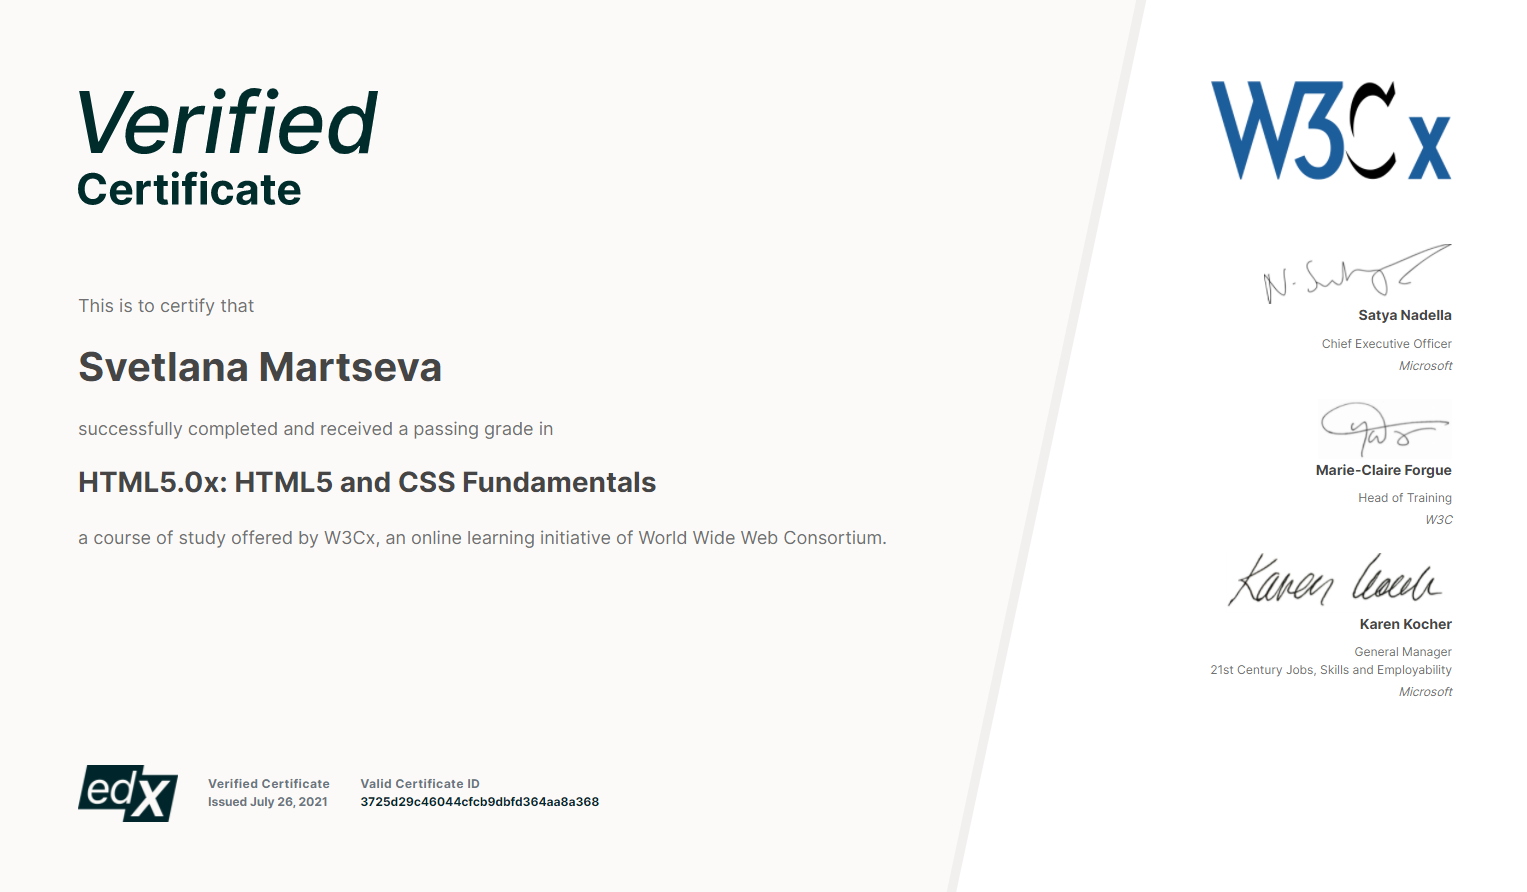 Verified
Certificate
This is to certify that
Svetlana Martseva
successfully completed and received a passing grade in
HTML5.0x: HTML5 and CSS Fundamentals
a course of study offered by W3Cx, an online learning initiative of World Wide Web Consortium.
edX
Verified Certificate
Issued July 26, 2021
Valid Certificate ID
3725d29c46044cfcb9dbfd364aa8a368
W3Cx
Satya Nadella
Chief Executive Officer
Microsoft
Marie-Claire Forgue
Head of Training
W3C
Karen Kocher
General Manager
21st Century Jobs, Skills and Employability
Microsoft